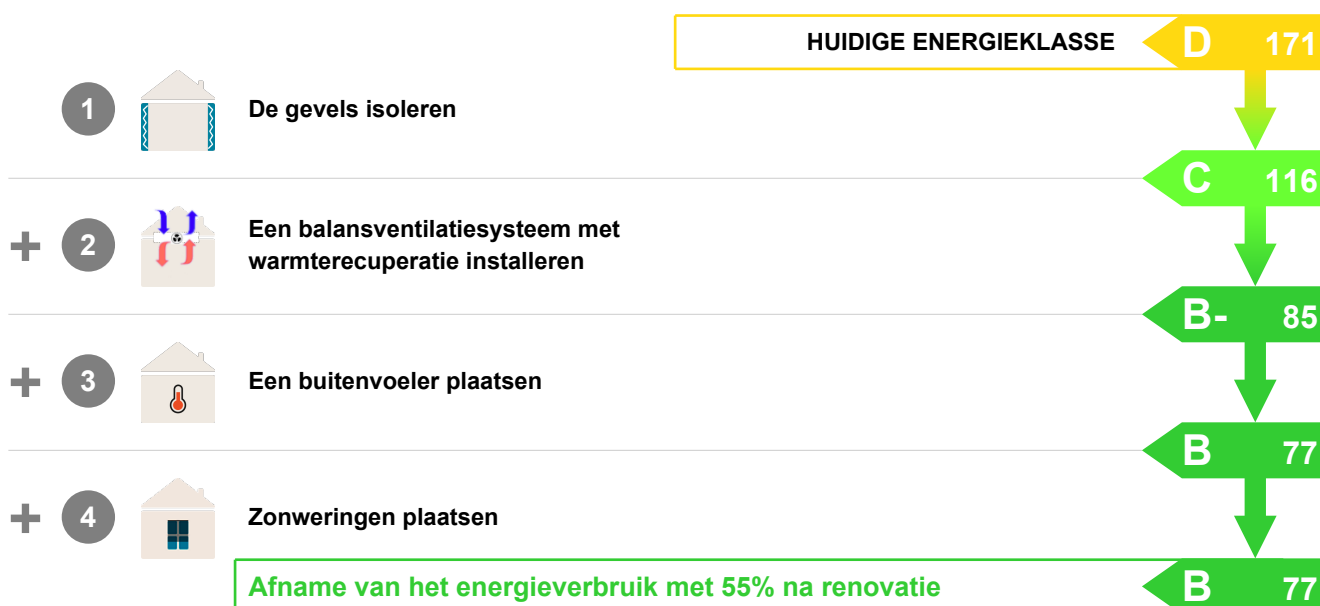 HUIDIGE ENERGIEKLASSE D 171
1 De gevels isoleren
C 116
+ 2 Een balansventilatiesysteem met
warmterecuperatie installeren
B- 85
+ 3 Een buitenvoeler plaatsen
B 77
+ 4 Zonweringen plaatsen
Afname van het energieverbruik met 55% na renovatie B 77